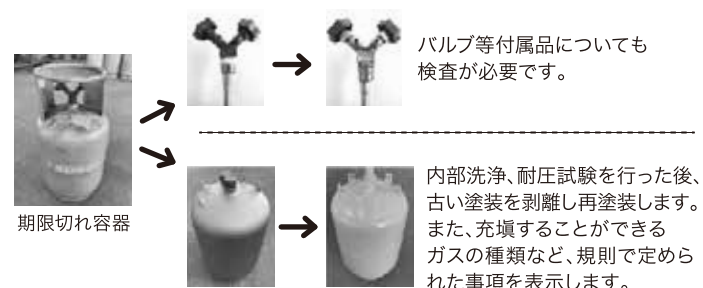 バルブ等付属品についても
検査が必要です。
期限切れ容器
内部洗浄、耐圧試験を行った後、
古い塗装を剥離し再塗装します。
また、充塡することができる
ガスの種類など、規則で定めら
れた事項を表示します。